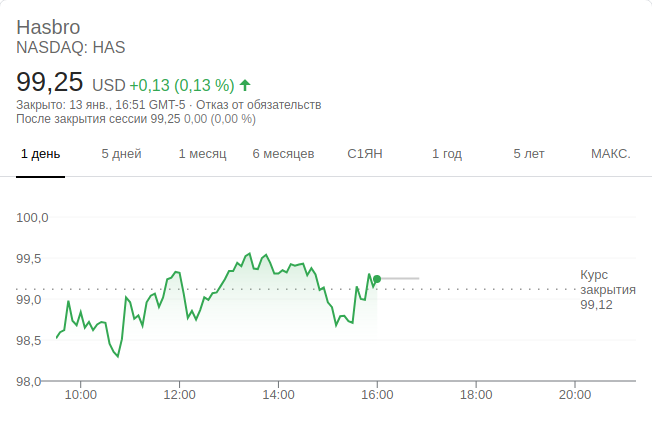 Hasbro
NASDAQ: HAS
99,25 USD +0,13 (0,13 %)
Закрыто: 13 янв., 16:51 GMT-5 · Отказ от обязательств
После закрытия сессии 99,25 0,00 (0,00 %)
1 день 5 дней 1 месяц 6 месяцев С1ЯН 1 год 5 лет МАКС.
100,0
99,5
99,0
98,5
98,0
Курс
закрытия
99,12
10:00 12:00 14:00 16:00 18:00 20:00